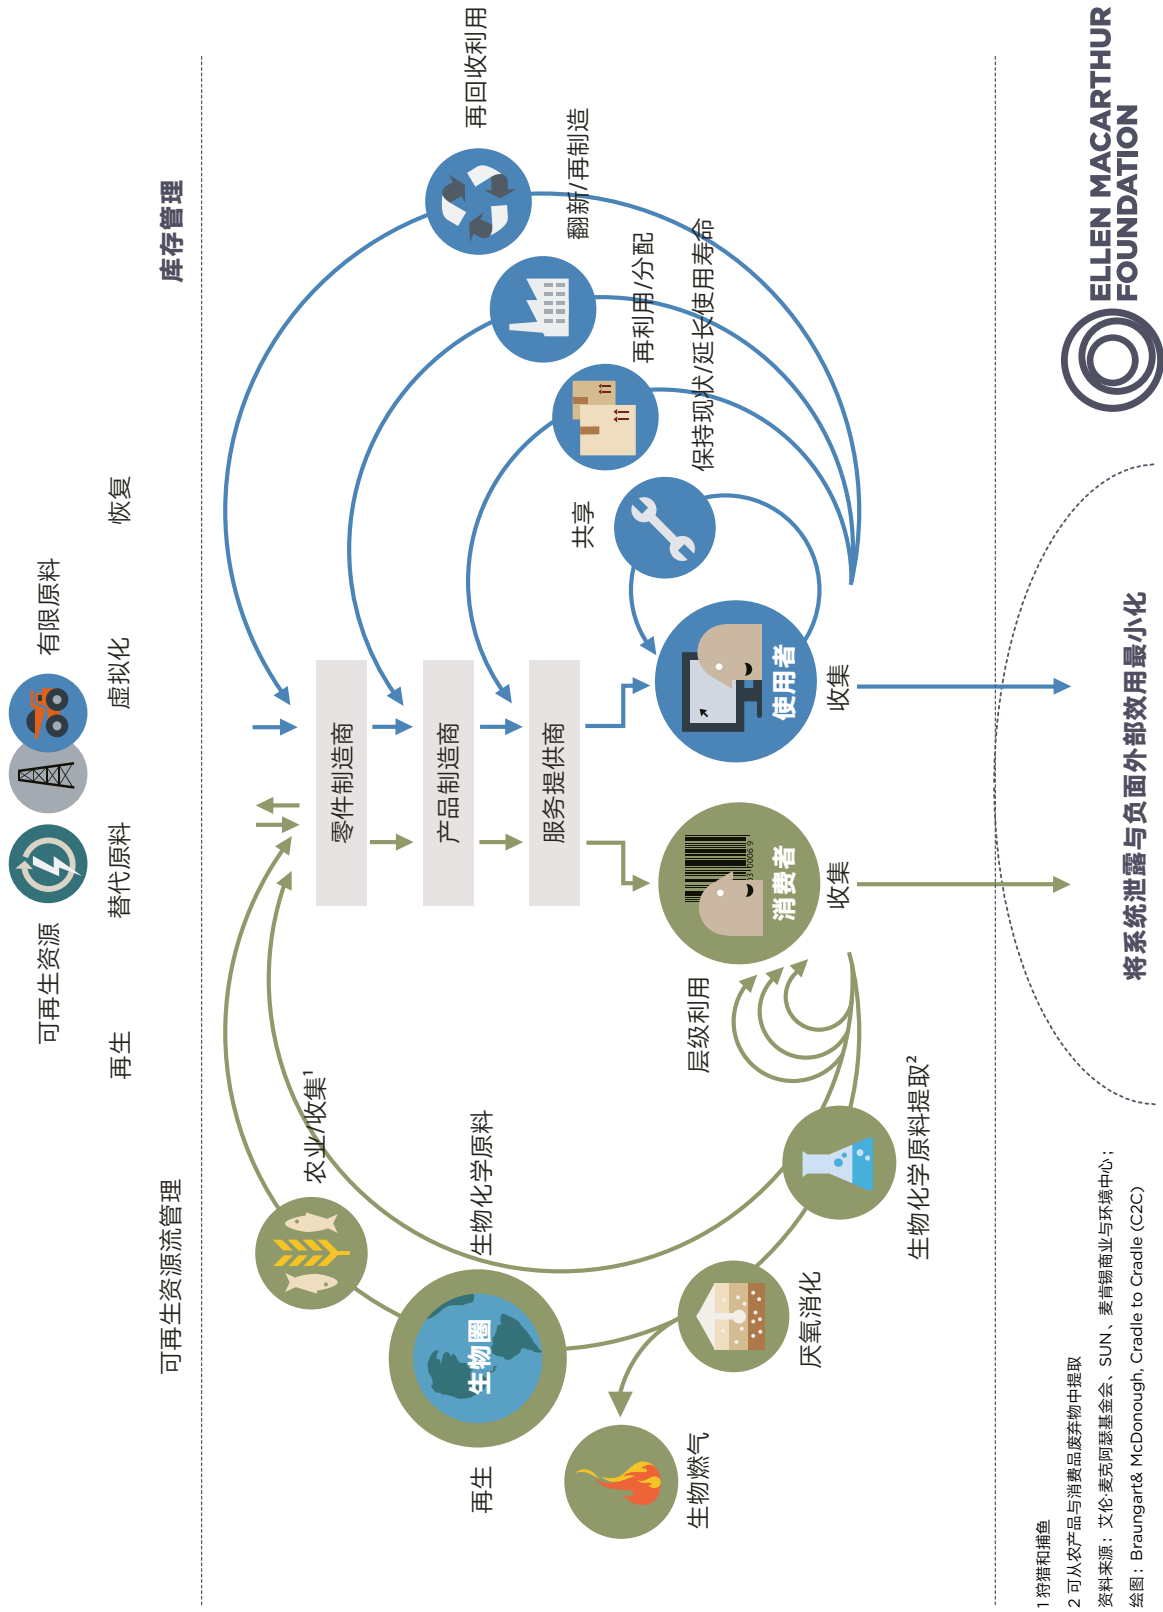 可再生资源
有限原料
再生
替代原料
虚拟化
恢复
可再生资源流管理
库存管理
农业/收集¹
生物化学原料
再生
生物圈
生物燃气
厌氧消化
生物化学原料提取²
层级利用
零件制造商
产品制造商
服务提供商
消费者
03 0006 9
使用者
收集
收集
共享
保持现状/延长使用寿命
再利用/分配
翻新/再制造
再回收利用
将系统泄露与负面外部效用最小化
1 狩猎和捕鱼
2 可从农产品与消费品废弃物中提取
资料来源：艾伦·麦克阿瑟基金会、SUN、麦肯锡商业与环境中心；
绘图：Braungart& McDonough, Cradle to Cradle (C2C)
ELLEN MACARTHUR
FOUNDATION